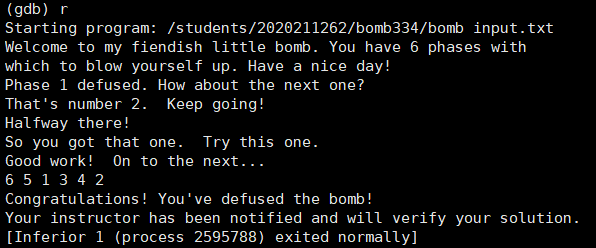 (gdb) r
Starting program: /students/2020211262/bomb334/bomb input.txt
Welcome to my fiendish little bomb. You have 6 phases with
which to blow yourself up. Have a nice day!
Phase 1 defused. How about the next one?
That's number 2.  Keep going!
Halfway there!
So you got that one.  Try this one.
Good work!  On to the next...
6 5 1 3 4 2
Congratulations! You've defused the bomb!
Your instructor has been notified and will verify your solution.
[Inferior 1 (process 2595788) exited normally]